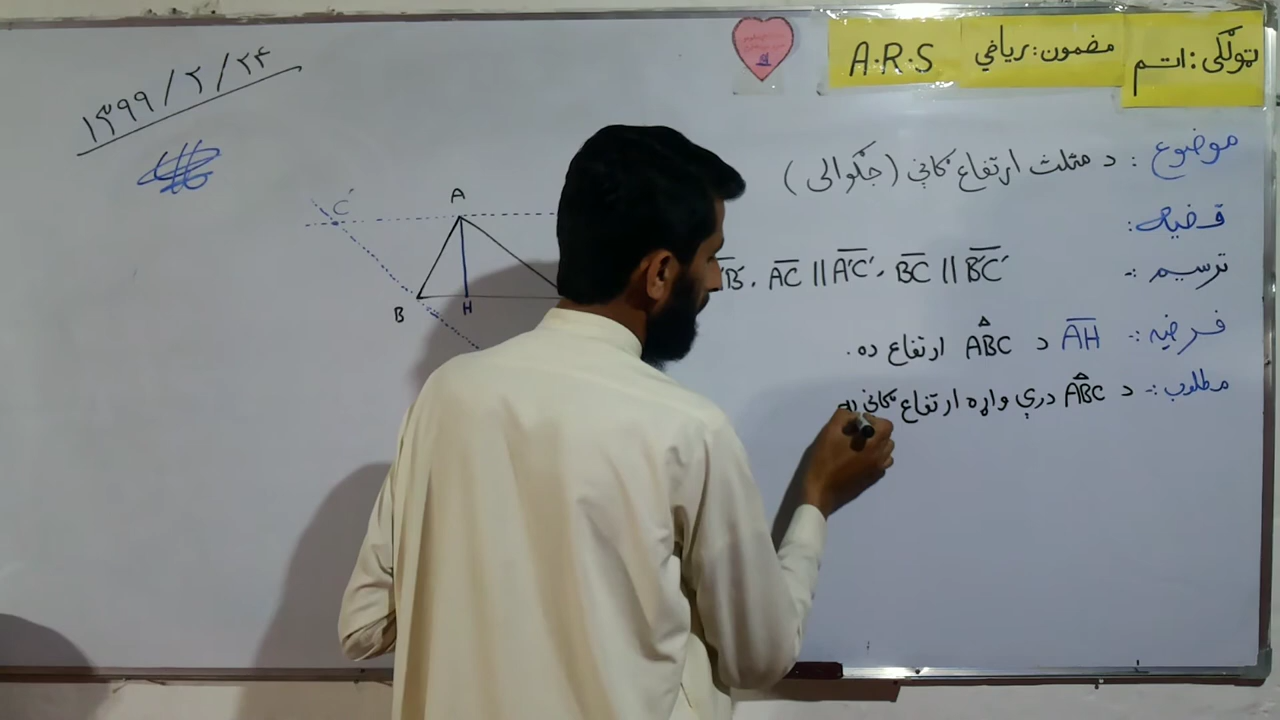 ټولګی: اتم
مضمون: ریاضي
A.R.S
۱۳۹۹/۲/۲۴
موضوع: د مثلث ارتفاع ګانې (جګوالی)
قضیه:
ترسیم:- B', AC || A'C', BC || B'C'
فرضیه:- AH د ABC ارتفاع ده.
مطلوب:- د ABC درې واړه ارتفاع ګانې
C'
A
B
H